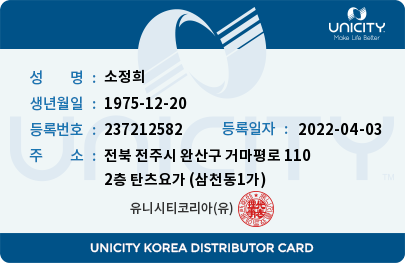 UNICITY
Make Life Better
성 명 : 소정희
생년월일 : 1975-12-20
등록번호 : 237212582 등록일자 : 2022-04-03
주 소 : 전북 전주시 완산구 거마평로 110
2층 탄츠요가 (삼천동1가)
유니시티코리아(유)
UNICITY
UNICITY KOREA DISTRIBUTOR CARD